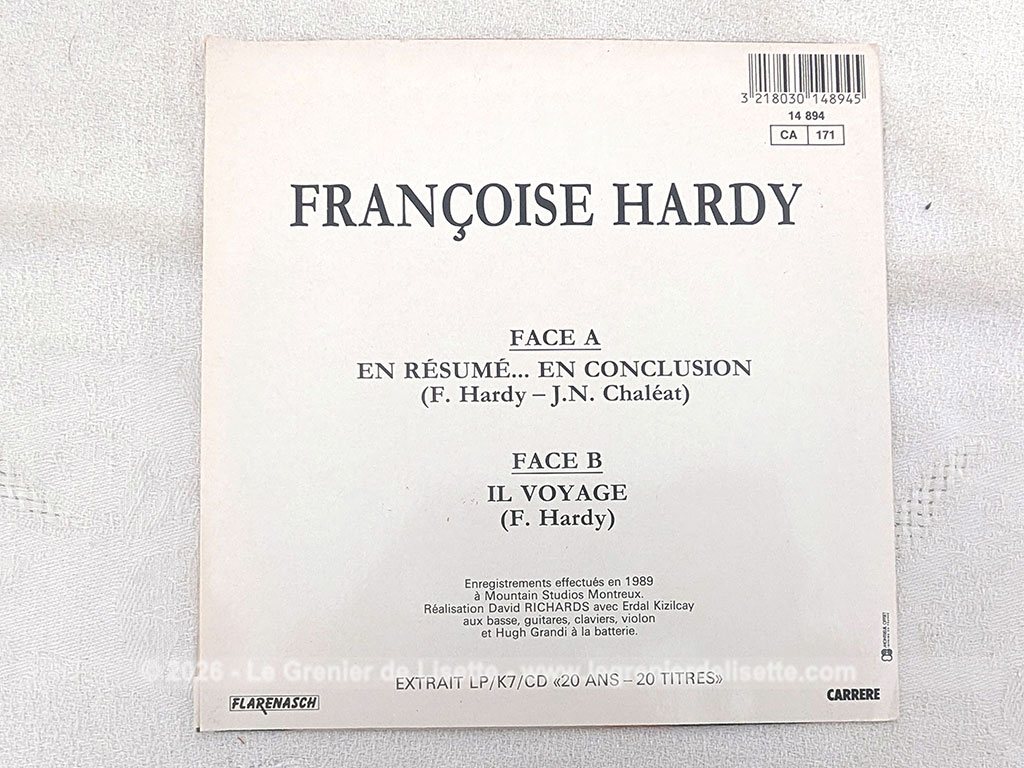 3 218030 148945
14 894
CA 171
FRANÇOISE HARDY
FACE A
EN RÉSUMÉ... EN CONCLUSION
(F. Hardy – J.N. Chaléat)
FACE B
IL VOYAGE
(F. Hardy)
Enregistrements effectués en 1989
à Mountain Studios Montreux.
Réalisation David RICHARDS avec Erdal Kizilcay
aux basse, guitares, claviers, violon
et Hugh Grandi à la batterie.
© 2026 - Le Grenier de Lisette - www.legrenierdelisette.com
EXTRAIT LP/K7/CD «20 ANS – 20 TITRES»
FLARENASCH
CARRERE